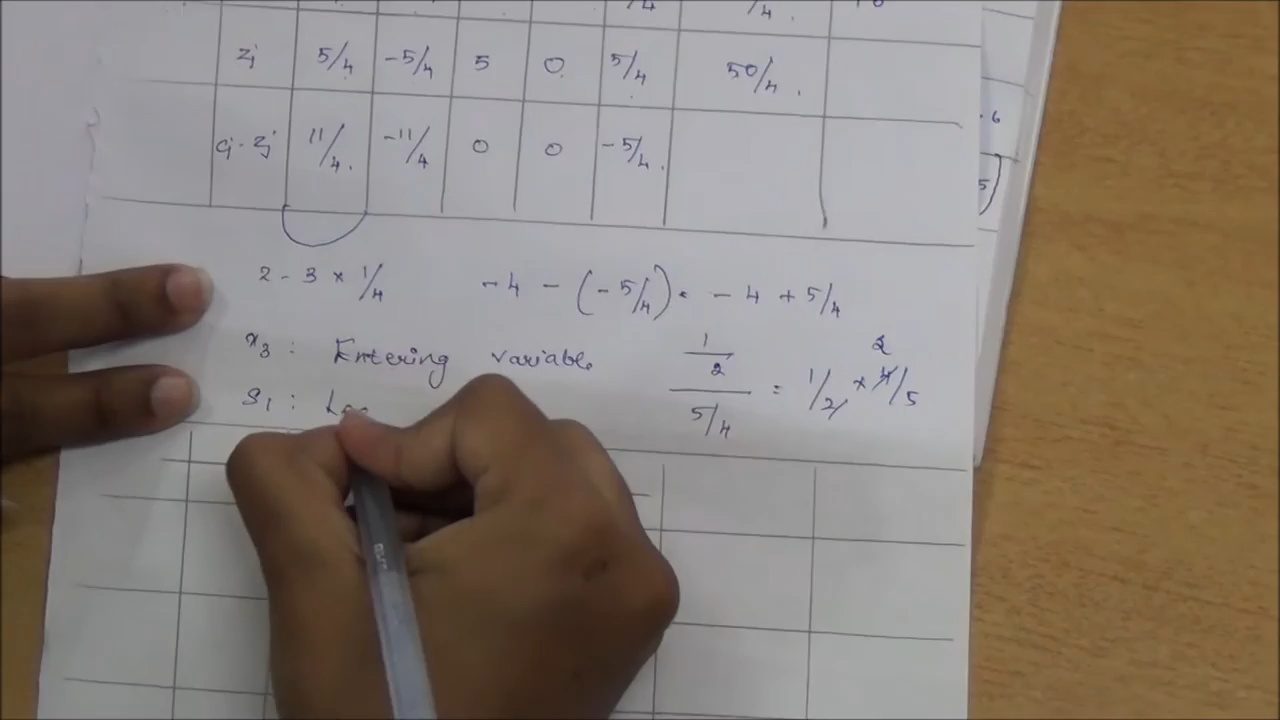 Zj 5/4 -5/4 5 0 5/4 50/4
Cj - Zj 11/4 -11/4 0 0 -5/4
2 - 3 × 1/4 -4 - (-5/4) = -4 + 5/4
x3 : Entering variable 1/2 / 5/4 = 1/2 × 4/5 2
S1 : Lea